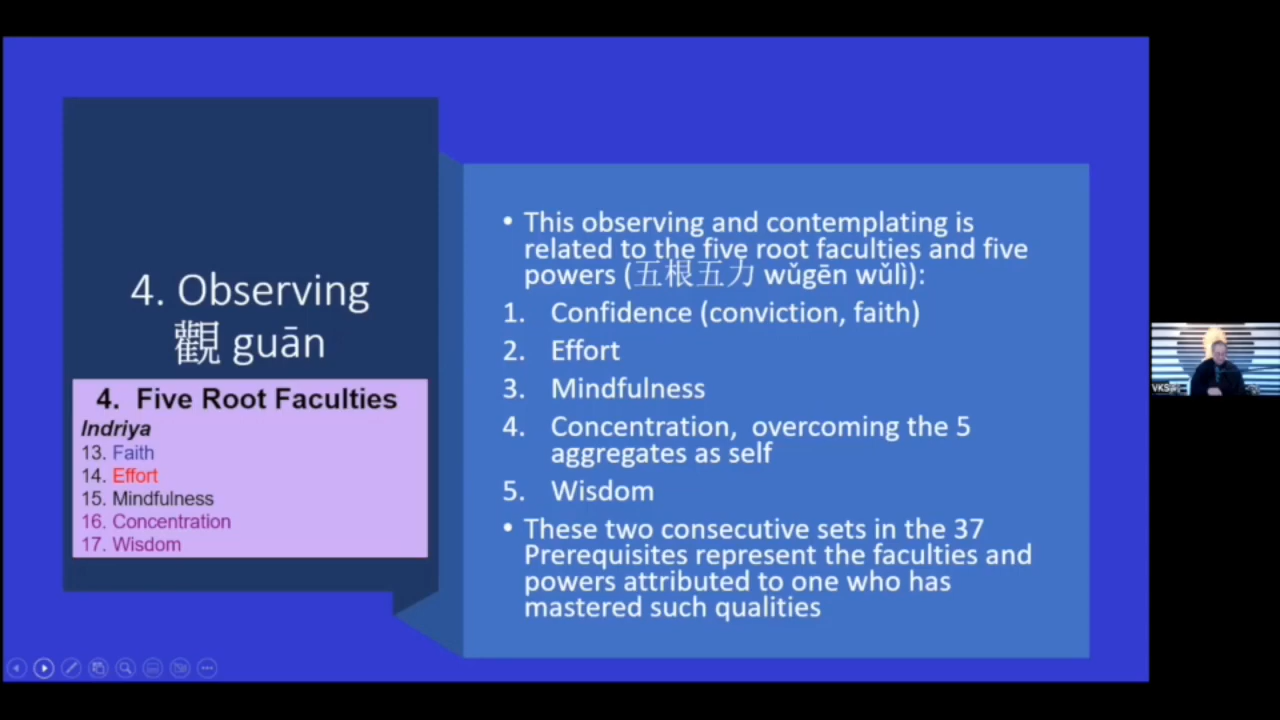 4. Observing
觀 guān
4. Five Root Faculties
Indriya
13. Faith
14. Effort
15. Mindfulness
16. Concentration
17. Wisdom
• This observing and contemplating is
related to the five root faculties and five
powers (五根五力 wǔgēn wǔlì):
1. Confidence (conviction, faith)
2. Effort
3. Mindfulness
4. Concentration, overcoming the 5
aggregates as self
5. Wisdom
• These two consecutive sets in the 37
Prerequisites represent the faculties and
powers attributed to one who has
mastered such qualities